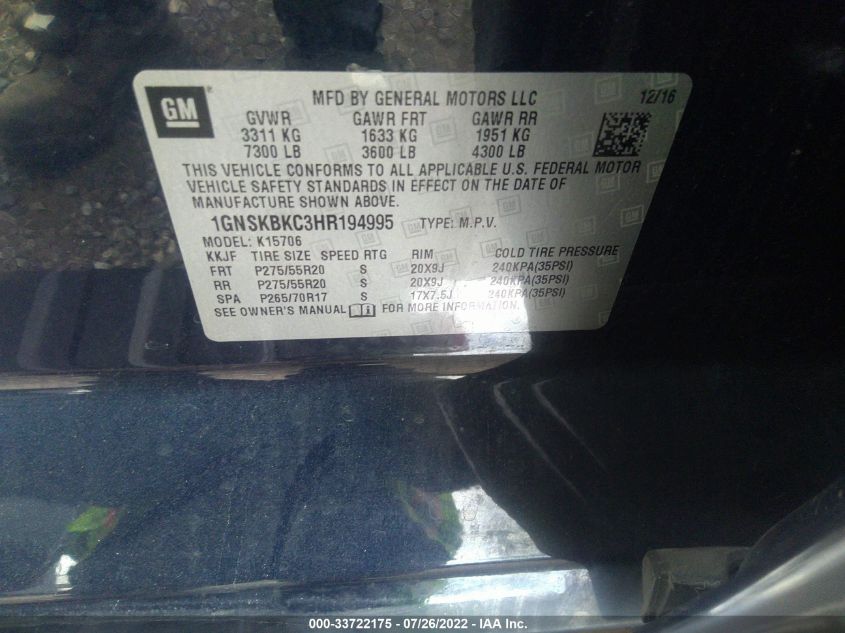 GM®
MFD BY GENERAL MOTORS LLC 12/16
GVWR GAWR FRT GAWR RR
3311 KG 1633 KG 1951 KG
7300 LB 3600 LB 4300 LB
THIS VEHICLE CONFORMS TO ALL APPLICABLE U.S. FEDERAL MOTOR
VEHICLE SAFETY STANDARDS IN EFFECT ON THE DATE OF
MANUFACTURE SHOWN ABOVE.
1GNSKBKC3HR194995 TYPE: M.P.V.
MODEL: K15706
KKJF TIRE SIZE SPEED RTG RIM COLD TIRE PRESSURE
FRT P275/55R20 S 20X9J 240KPA(35PSI)
RR P275/55R20 S 20X9J 240KPA(35PSI)
SPA P265/70R17 S 17X7.5J 240KPA(35PSI)
SEE OWNER'S MANUAL FOR MORE INFORMATION.
000-33722175 - 07/26/2022 - IAA Inc.